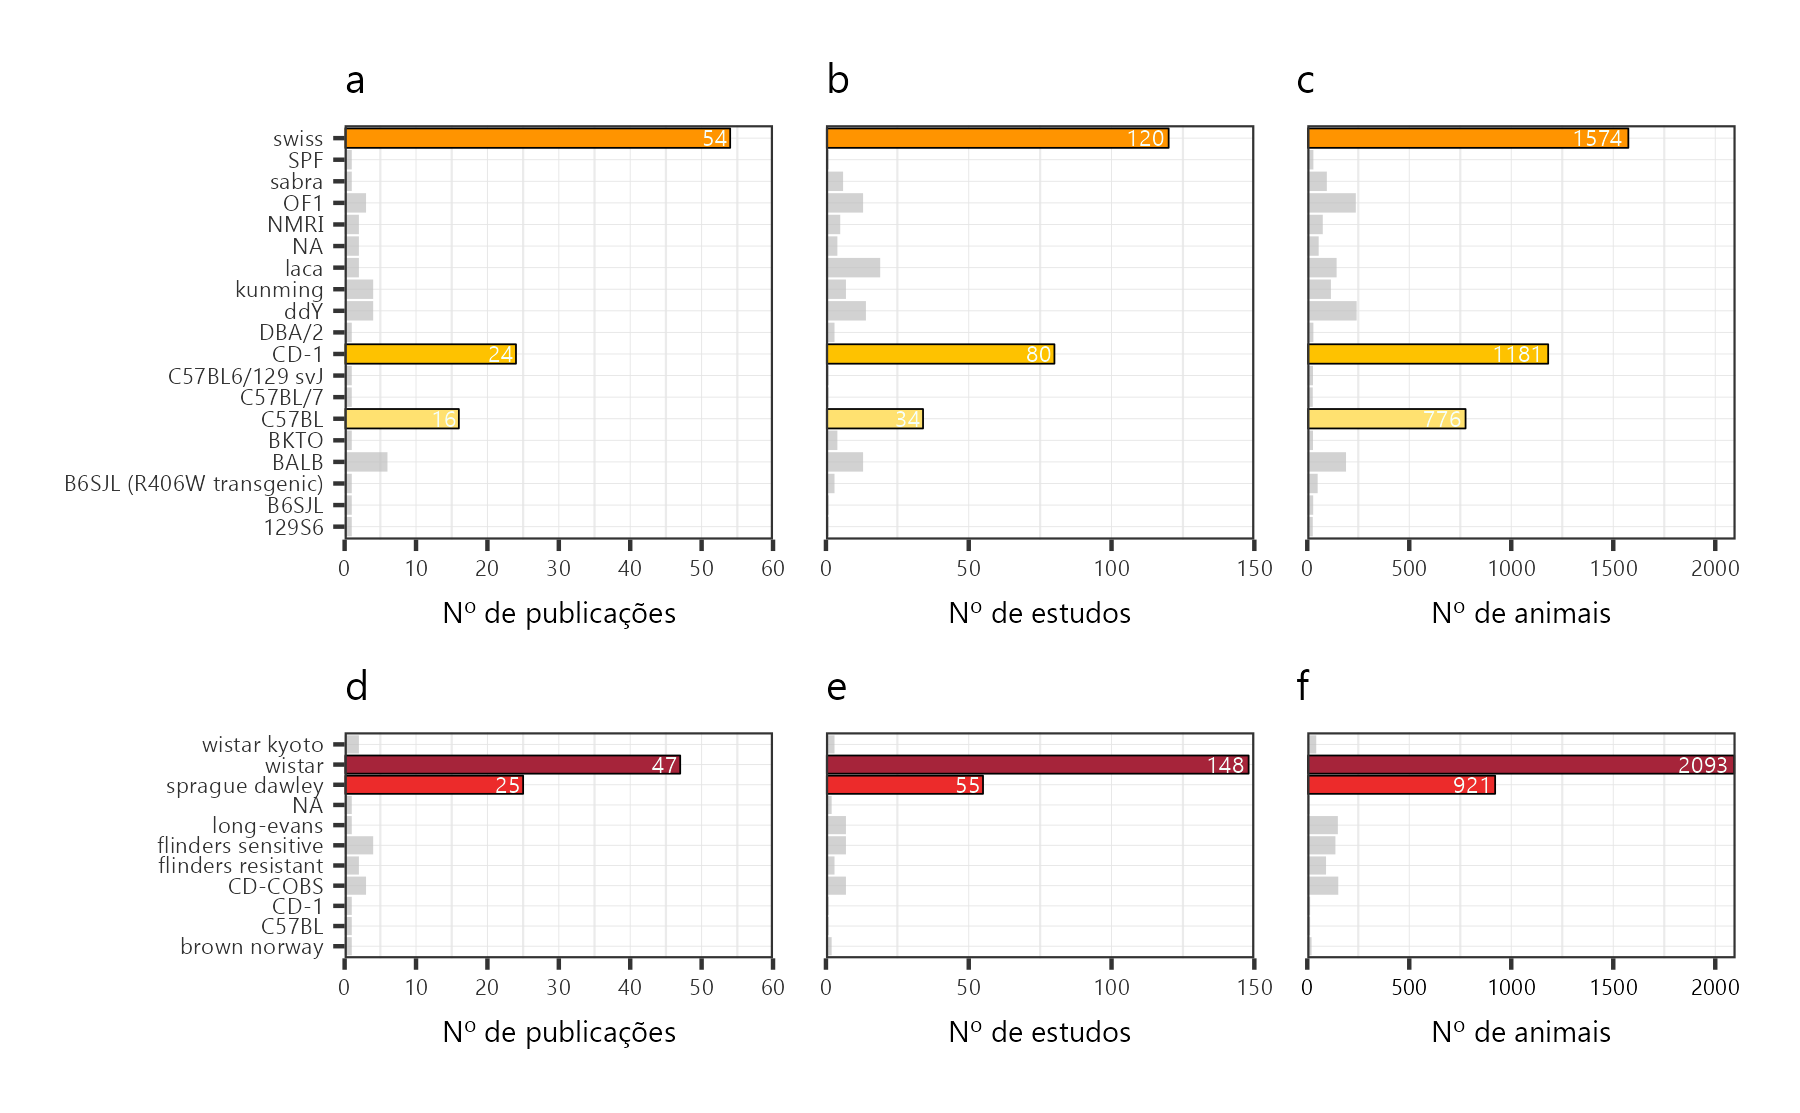 a b c
swiss 54 120 1574
SPF
sabra
OF1
NMRI
NA
laca
kunming
ddY
DBA/2
CD-1 24 80 1181
C57BL6/129 svJ
C57BL/7
C57BL 16 34 776
BKTO
BALB
B6SJL (R406W transgenic)
B6SJL
129S6
0 10 20 30 40 50 60 0 50 100 150 0 500 1000 1500 2000
Nº de publicações Nº de estudos Nº de animais
d e f
wistar kyoto
wistar 47 148 2093
sprague dawley 25 55 921
NA
long-evans
flinders sensitive
flinders resistant
CD-COBS
CD-1
C57BL
brown norway
0 10 20 30 40 50 60 0 50 100 150 0 500 1000 1500 2000
Nº de publicações Nº de estudos Nº de animais